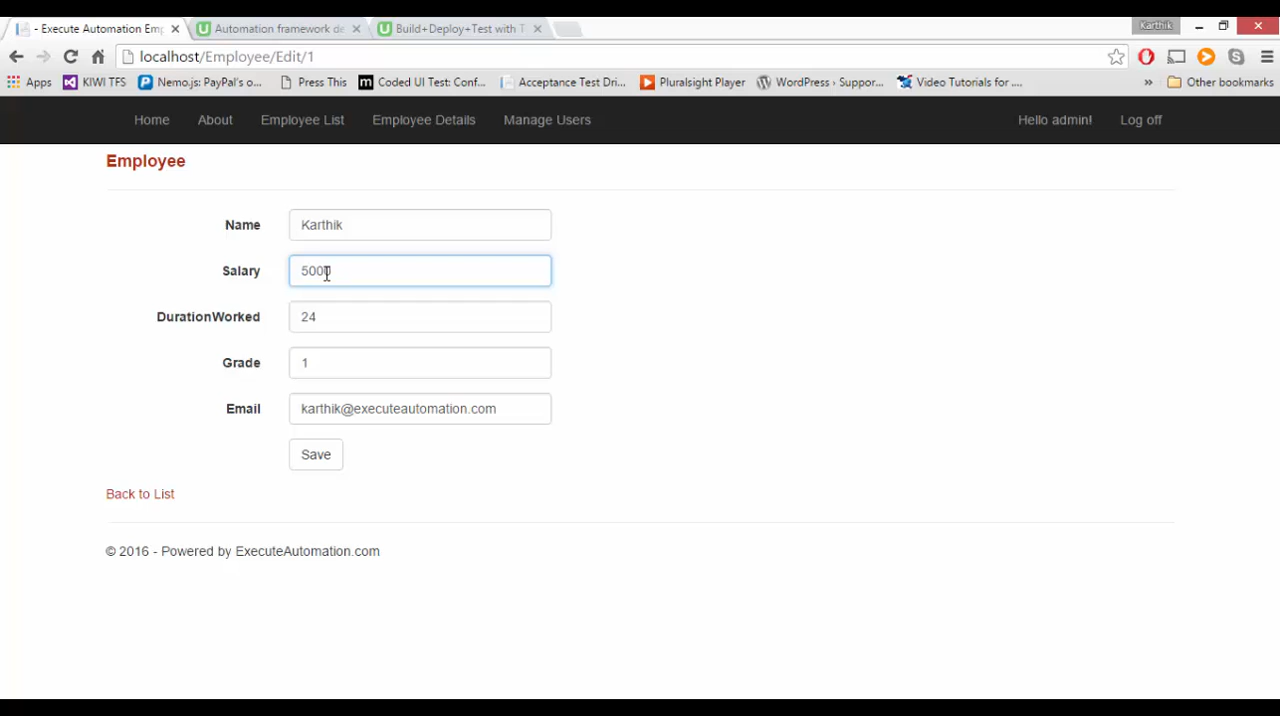 - Execute Automation Emp
Automation framework de
Build+Deploy+Test with T
Karthik
localhost/Employee/Edit/1
Apps
KIWI TFS
Nemo.js: PayPal's o...
Press This
m
Coded UI Test: Conf...
Acceptance Test Dri...
Pluralsight Player
WordPress › Suppor...
Video Tutorials for ....
»
Other bookmarks
Home
About
Employee List
Employee Details
Manage Users
Hello admin!
Log off
Employee
Name
Karthik
Salary
5000
DurationWorked
24
Grade
1
Email
karthik@executeautomation.com
Save
Back to List
© 2016 - Powered by ExecuteAutomation.com